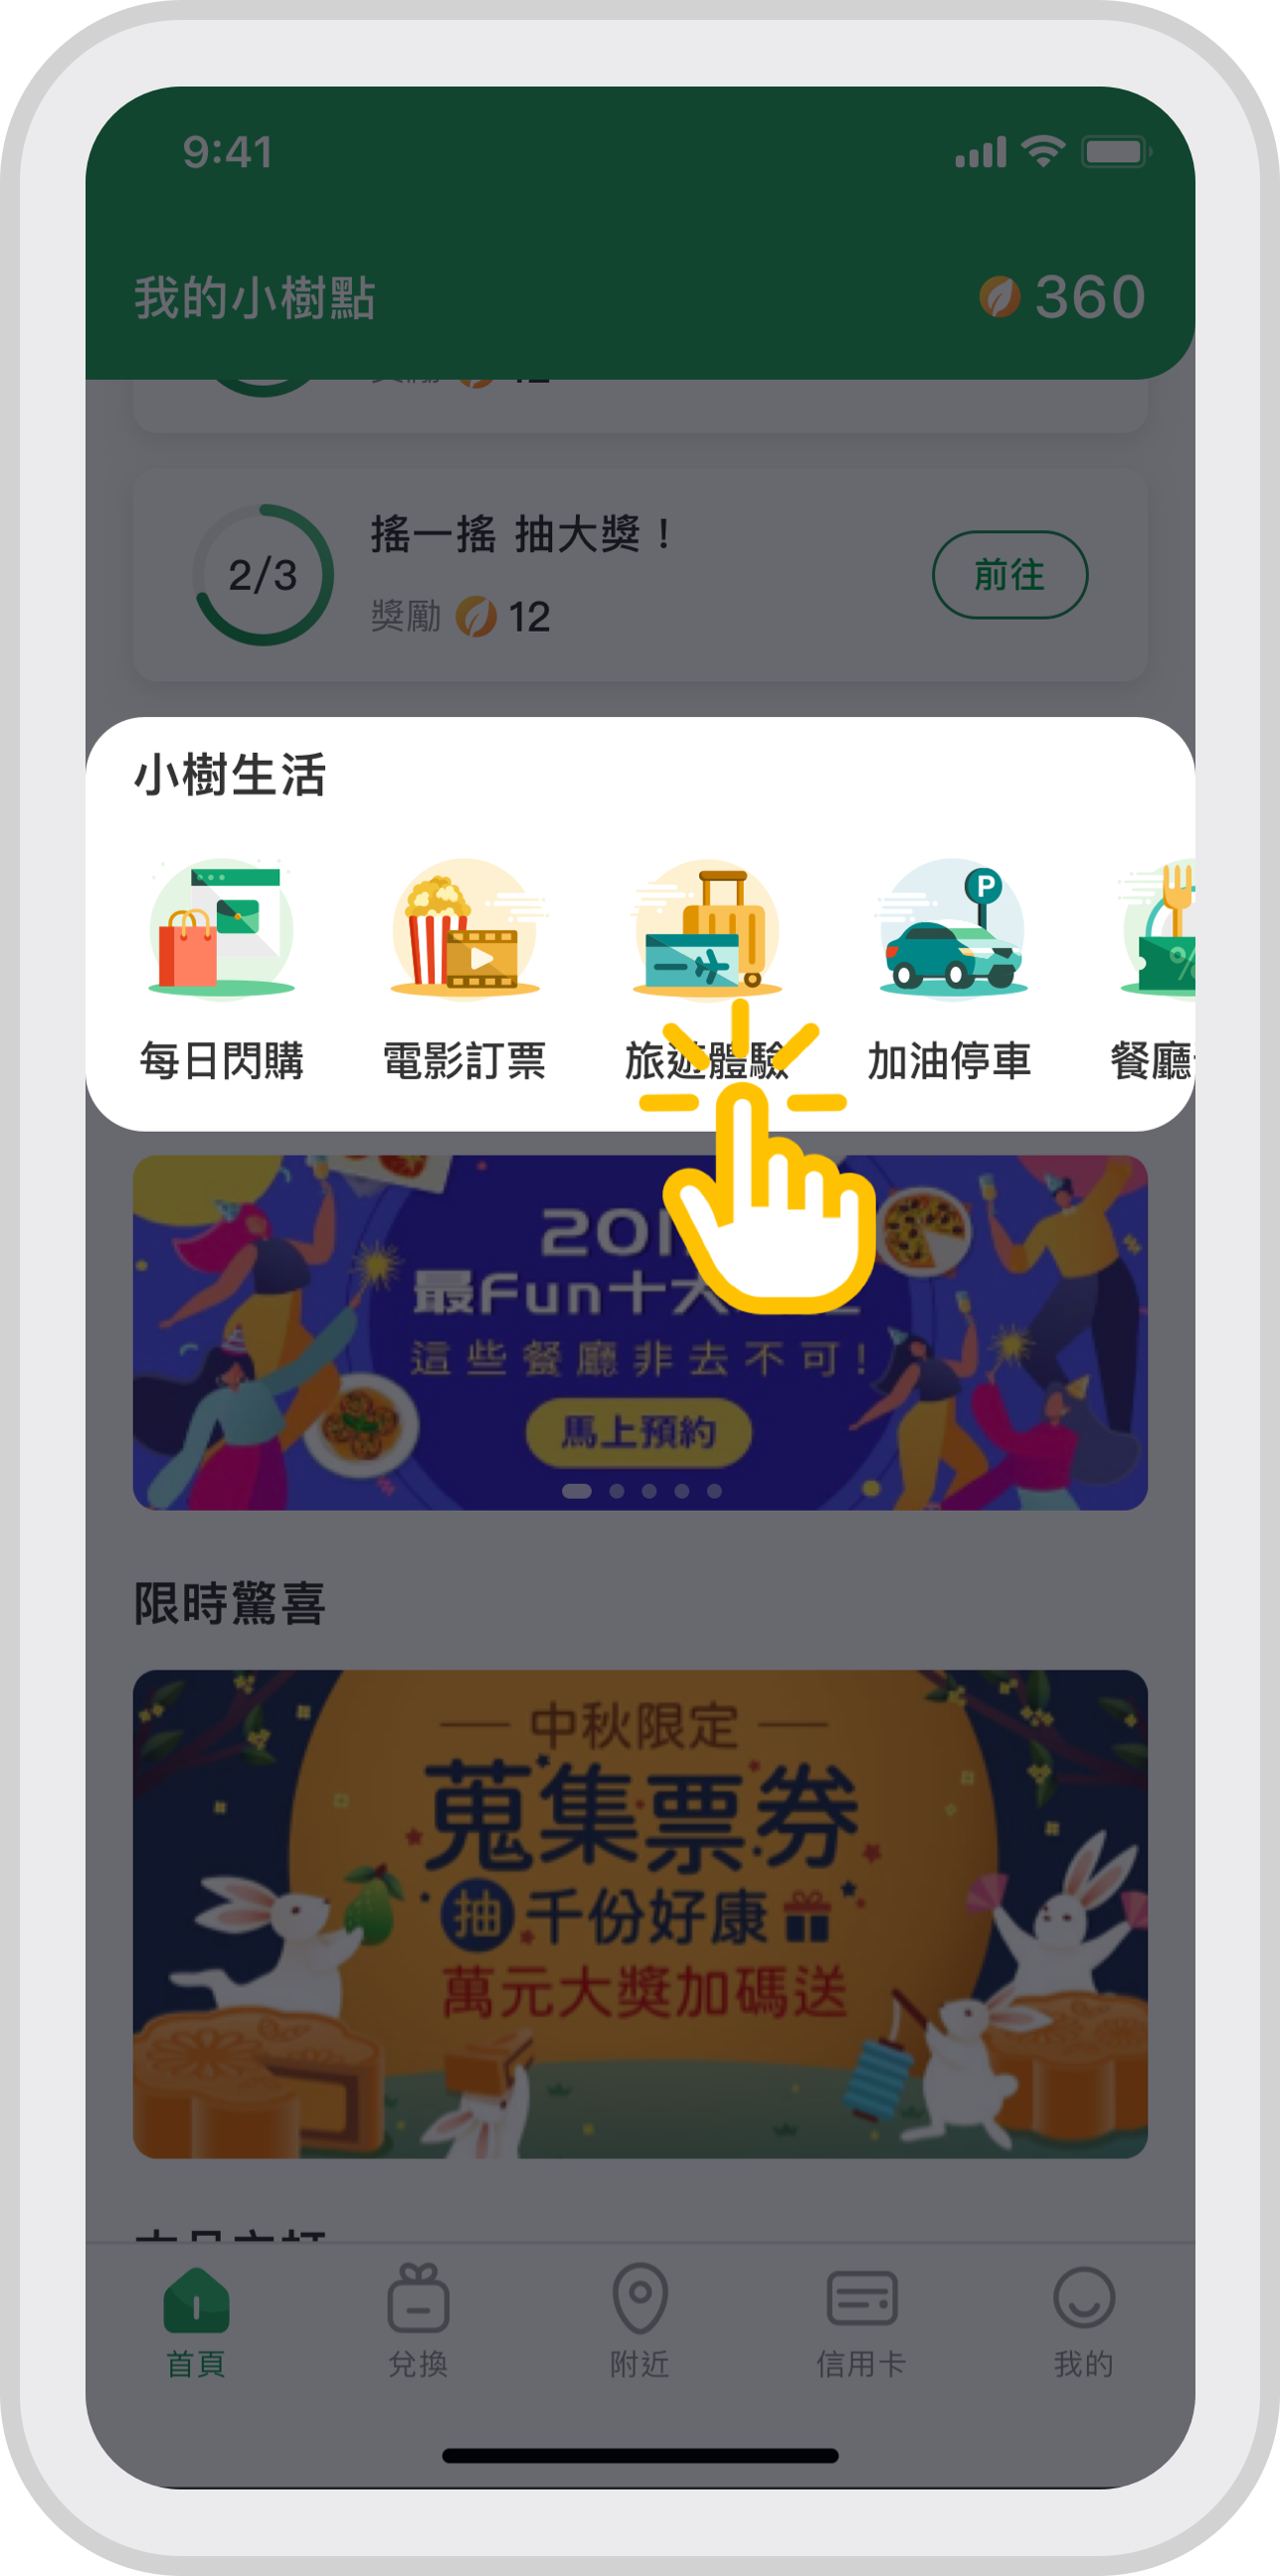 9:41
我的小樹點
360
搖一搖 抽大獎！
2/3
前往
獎勵 12
小樹生活
每日閃購
電影訂票
旅遊體驗
加油停車
餐廳
P
%
201
最Fun十大
這些餐廳非去不可!
馬上預約
限時驚喜
中秋限定
蒐集票券
抽千份好康
萬元大獎加碼送
首頁
兌換
附近
信用卡
我的